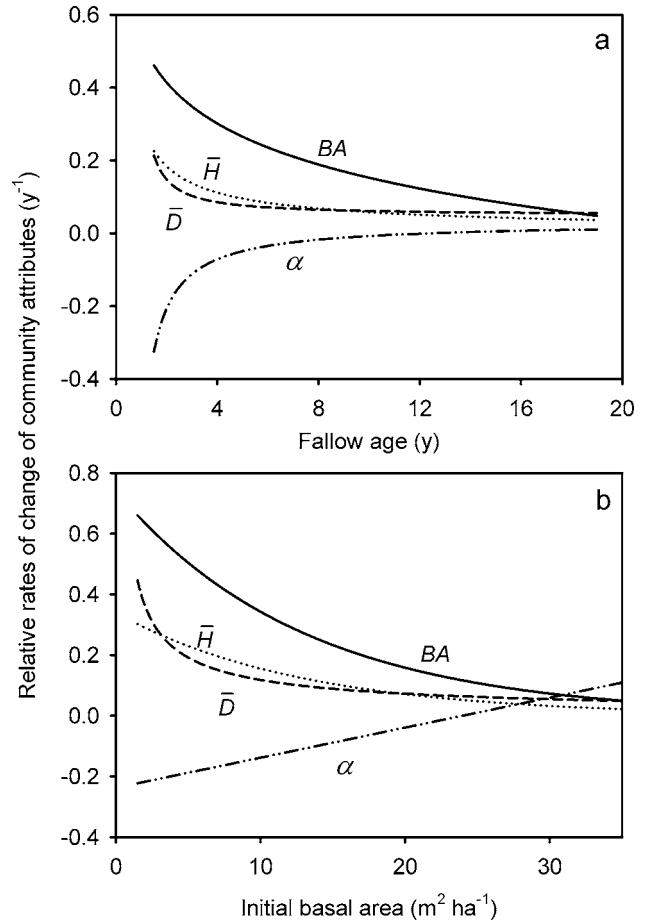 Relative rates of change of community attributes (y⁻¹)
0.6
0.4
0.2
0.0
-0.2
-0.4
a
BA
H̅
D̅
α
0 4 8 12 16 20
Fallow age (y)
0.8
0.6
0.4
0.2
0.0
-0.2
-0.4
b
H̅
BA
D̅
α
0 10 20 30
Initial basal area (m² ha⁻¹)